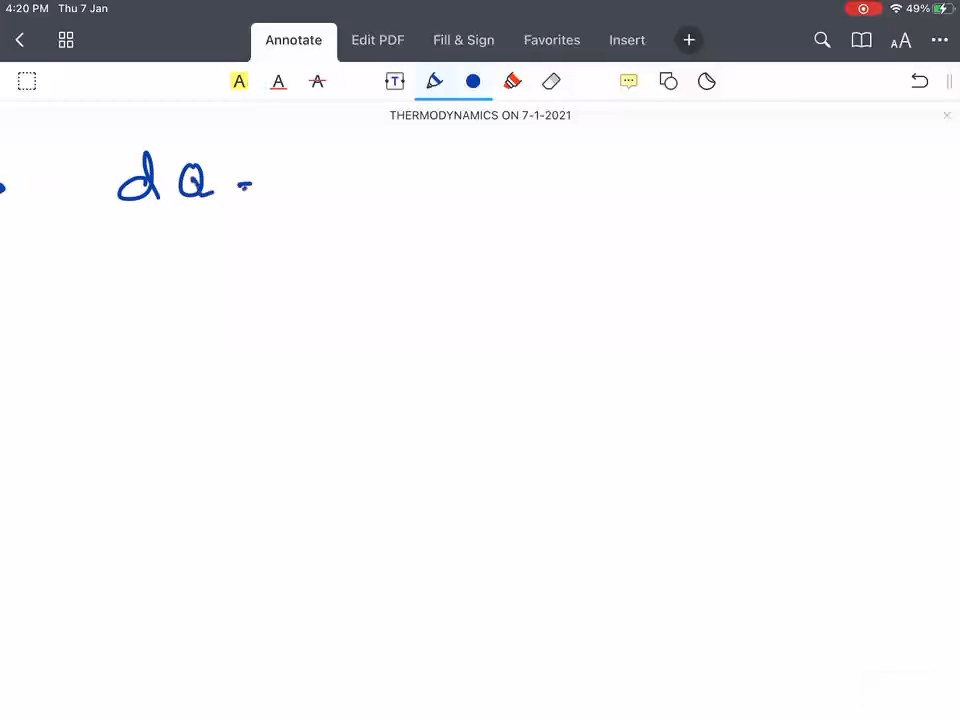 4:20 PM Thu 7 Jan 49%
Annotate Edit PDF Fill & Sign Favorites Insert +
A A A T
THERMODYNAMICS ON 7-1-2021
dQ -